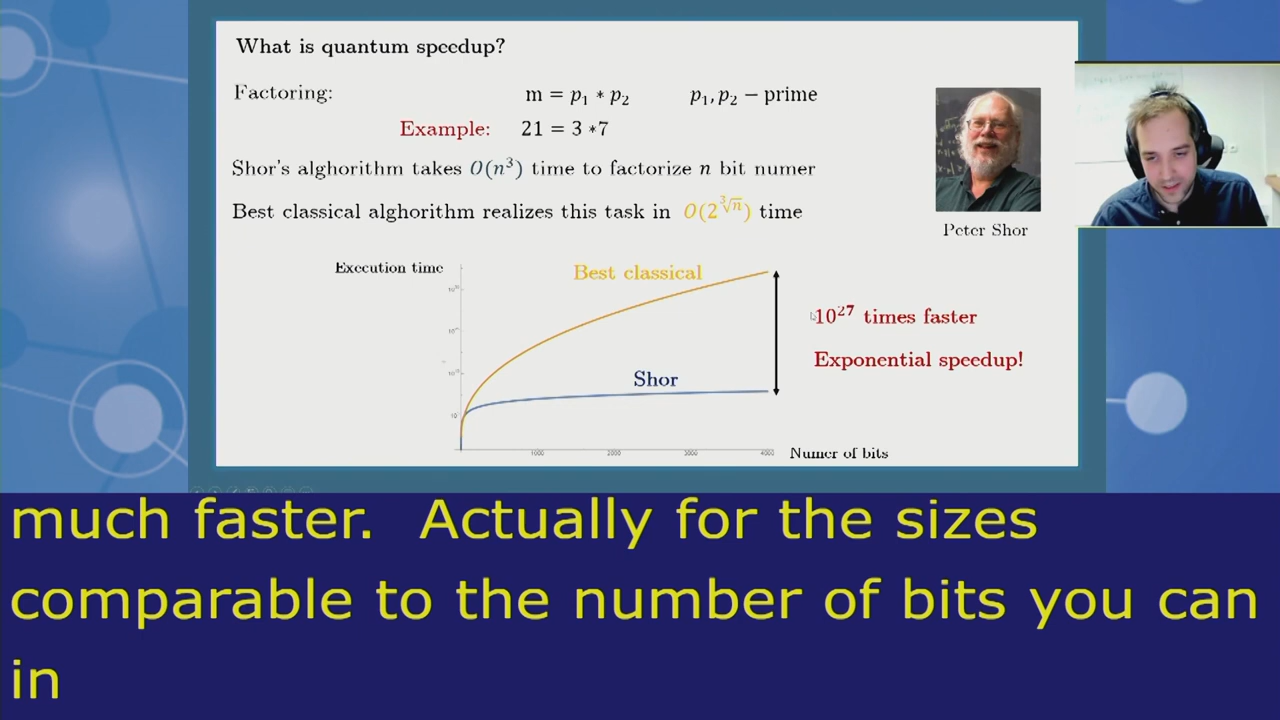 What is quantum speedup?
Factoring: m = p₁ * p₂ p₁, p₂ − prime
Example: 21 = 3 *7
Shor's alghorithm takes O(n³) time to factorize n bit numer
Best classical alghorithm realizes this task in O(2^∛n) time
Peter Shor
Execution time
Best classical
10²⁷ times faster
Exponential speedup!
Shor
1000 2000 3000 4000
Numer of bits
much faster. Actually for the sizes
comparable to the number of bits you can
in